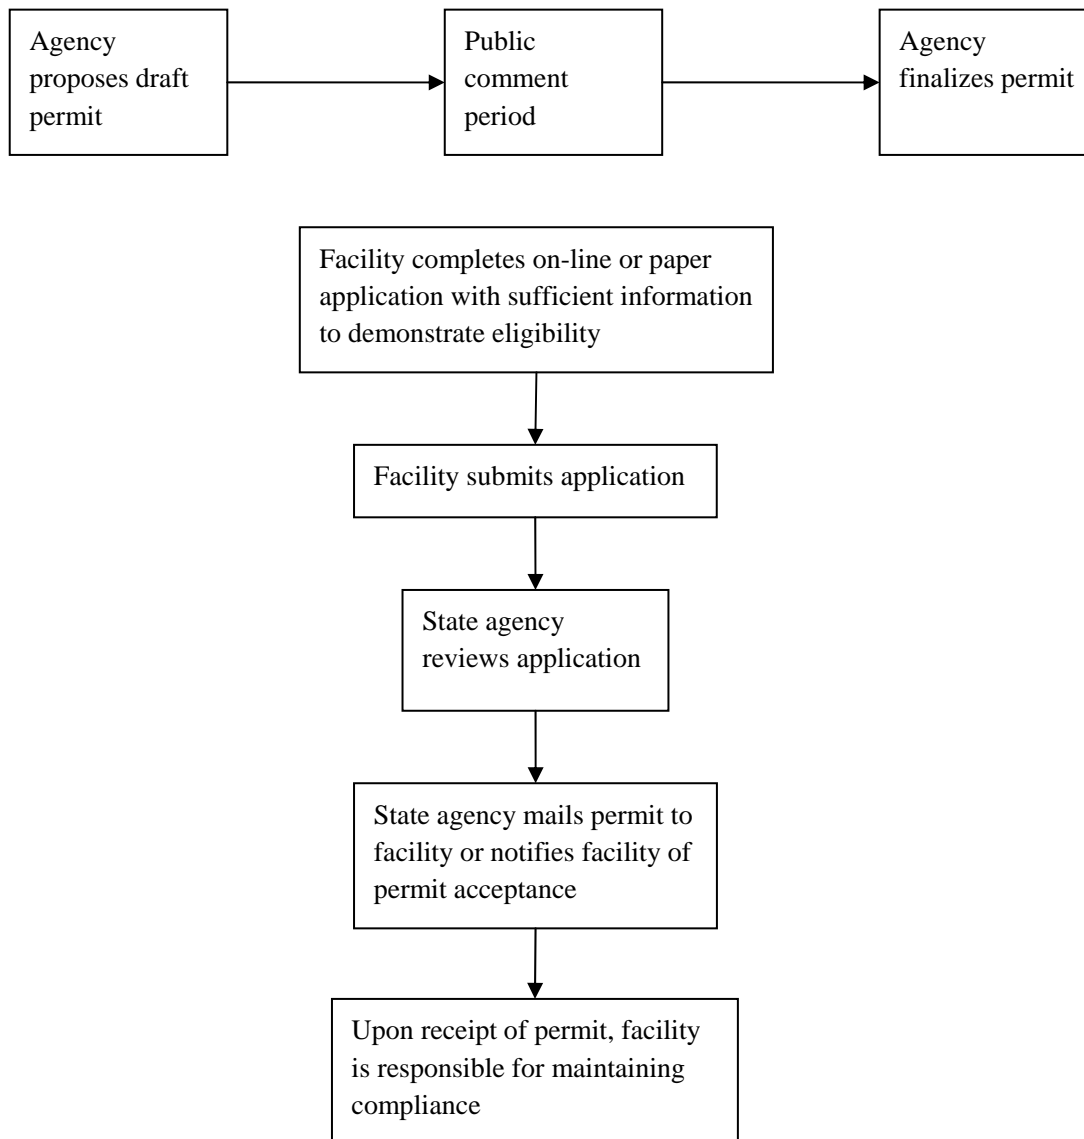 Agency
proposes draft
permit
Public
comment
period
Agency
finalizes permit
Facility completes on-line or paper
application with sufficient information
to demonstrate eligibility
Facility submits application
State agency
reviews application
State agency mails permit to
facility or notifies facility of
permit acceptance
Upon receipt of permit, facility
is responsible for maintaining
compliance